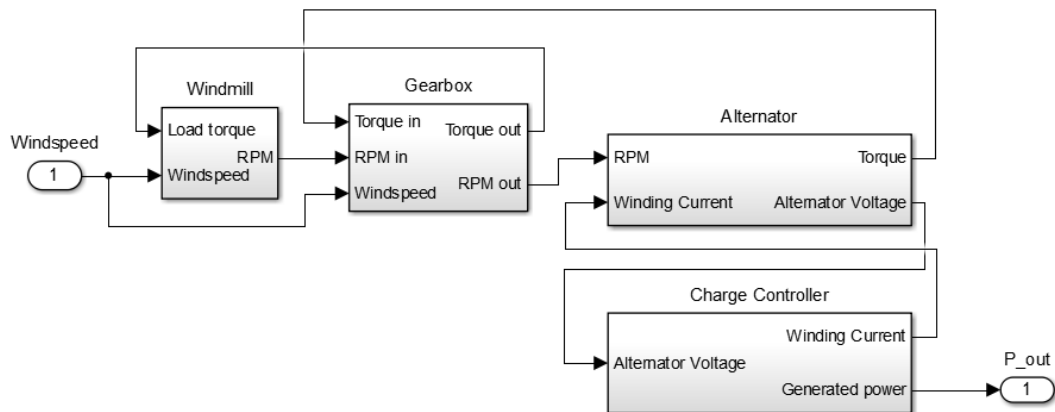 Windspeed
1
Windmill
Load torque
RPM
Windspeed
Gearbox
Torque in
Torque out
RPM in
RPM out
Windspeed
Alternator
RPM
Torque
Winding Current
Alternator Voltage
Charge Controller
Winding Current
Alternator Voltage
Generated power
P_out
1